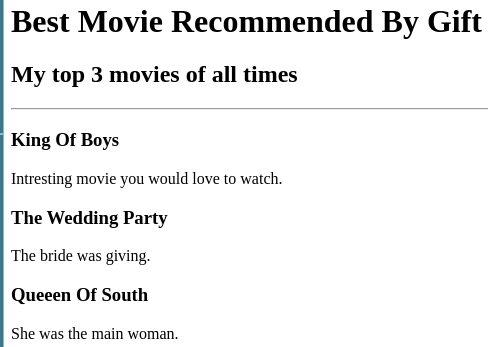 Best Movie Recommended By Gift
My top 3 movies of all times
King Of Boys
Intresting movie you would love to watch.
The Wedding Party
The bride was giving.
Queeen Of South
She was the main woman.